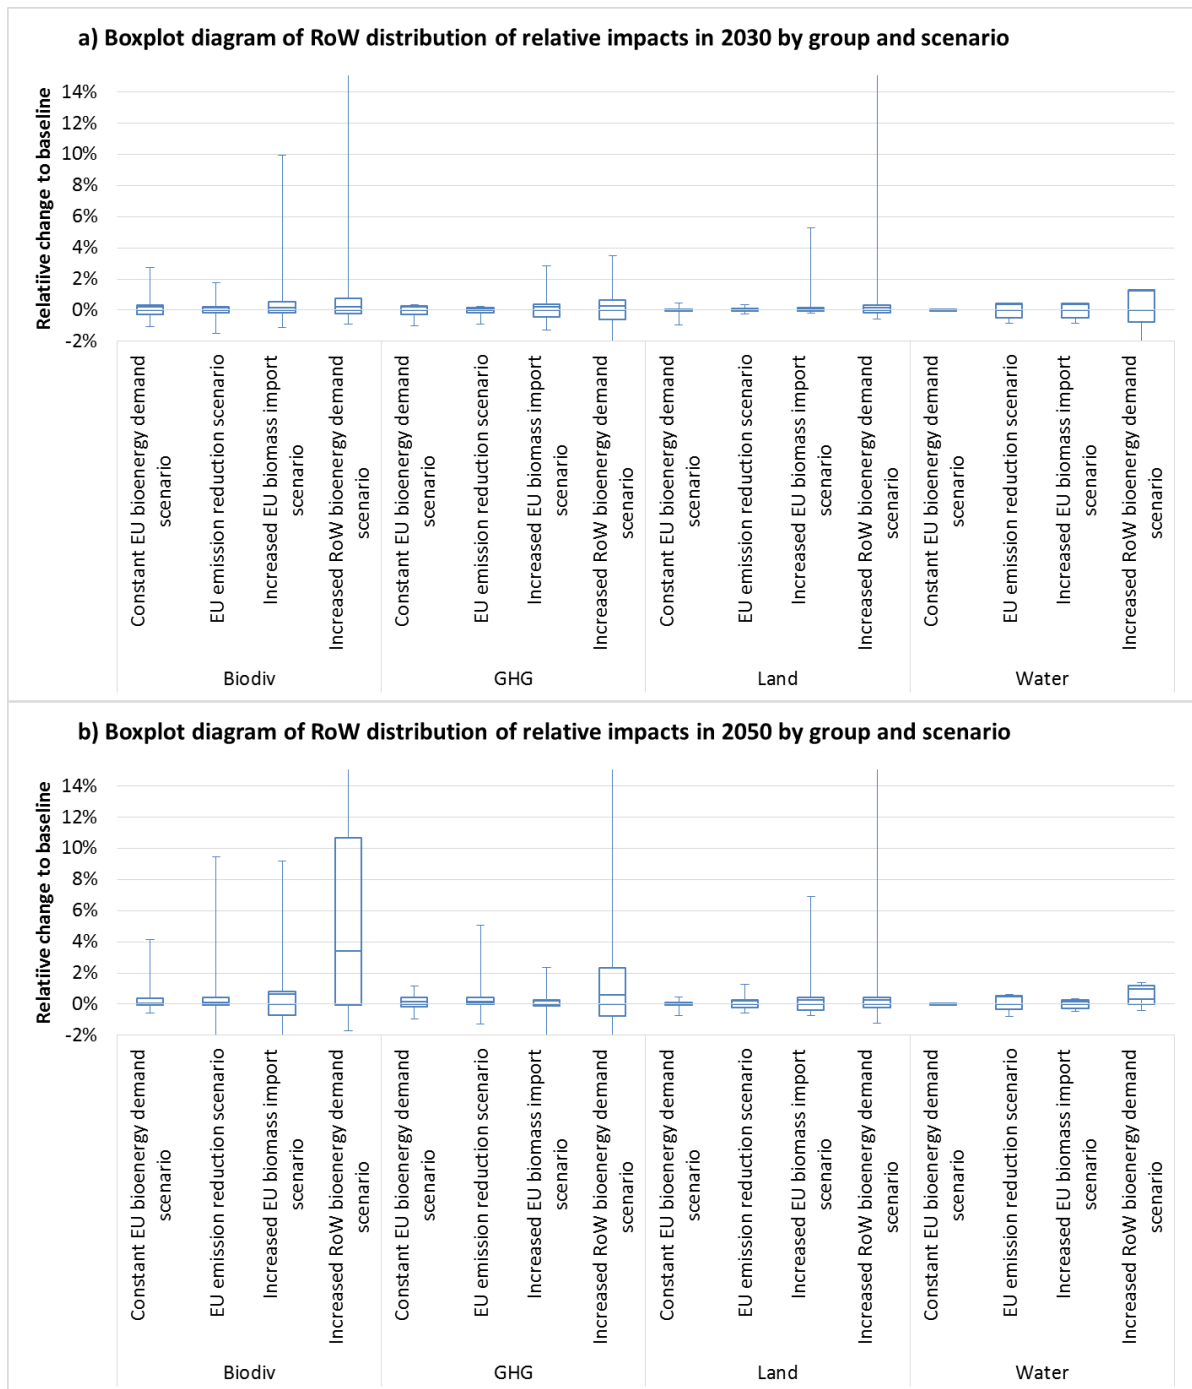 a) Boxplot diagram of RoW distribution of relative impacts in 2030 by group and scenario
Relatiive change to baseline
14%
12%
10%
8%
6%
4%
2%
0%
-2%
Constant EU bioenergy demand
scenario
EU emission reduction scenario
Increased EU biomass import
scenario
Increased RoW bioenergy demand
scenario
Constant EU bioenergy demand
scenario
EU emission reduction scenario
Increased EU biomass import
scenario
Increased RoW bioenergy demand
scenario
Constant EU bioenergy demand
scenario
EU emission reduction scenario
Increased EU biomass import
scenario
Increased RoW bioenergy demand
scenario
Constant EU bioenergy demand
scenario
EU emission reduction scenario
Increased EU biomass import
scenario
Increased RoW bioenergy demand
scenario
Biodiv
GHG
Land
Water
b) Boxplot diagram of RoW distribution of relative impacts in 2050 by group and scenario
Relatiive change to baseline
14%
12%
10%
8%
6%
4%
2%
0%
-2%
Constant EU bioenergy demand
scenario
EU emission reduction scenario
Increased EU biomass import
scenario
Increased RoW bioenergy demand
scenario
Constant EU bioenergy demand
scenario
EU emission reduction scenario
Increased EU biomass import
scenario
Increased RoW bioenergy demand
scenario
Constant EU bioenergy demand
scenario
EU emission reduction scenario
Increased EU biomass import
scenario
Increased RoW bioenergy demand
scenario
Constant EU bioenergy demand
scenario
EU emission reduction scenario
Increased EU biomass import
scenario
Increased RoW bioenergy demand
scenario
Biodiv
GHG
Land
Water